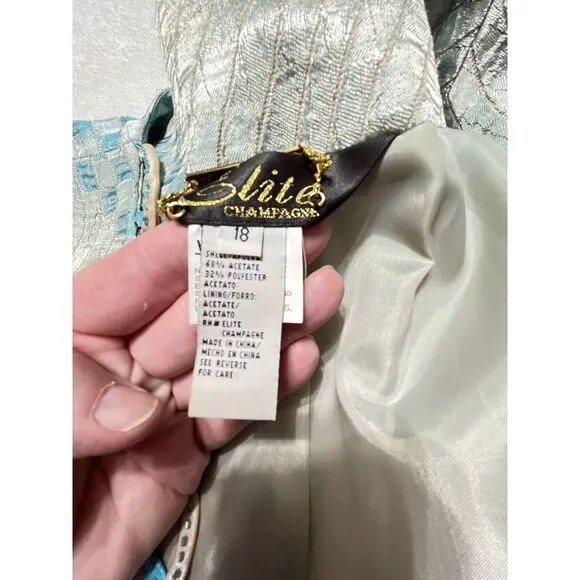 Elite
CHAMPAGNE
18
68% ACETATE
32% POLYESTER
ACETATO
LINING/FORRO:
ACETATE/
ACETATO
RN# ELITE
CHAMPAGNE
MADE IN CHINA/
HECHO EN CHINA
SEE REVERSE
FOR CARE: